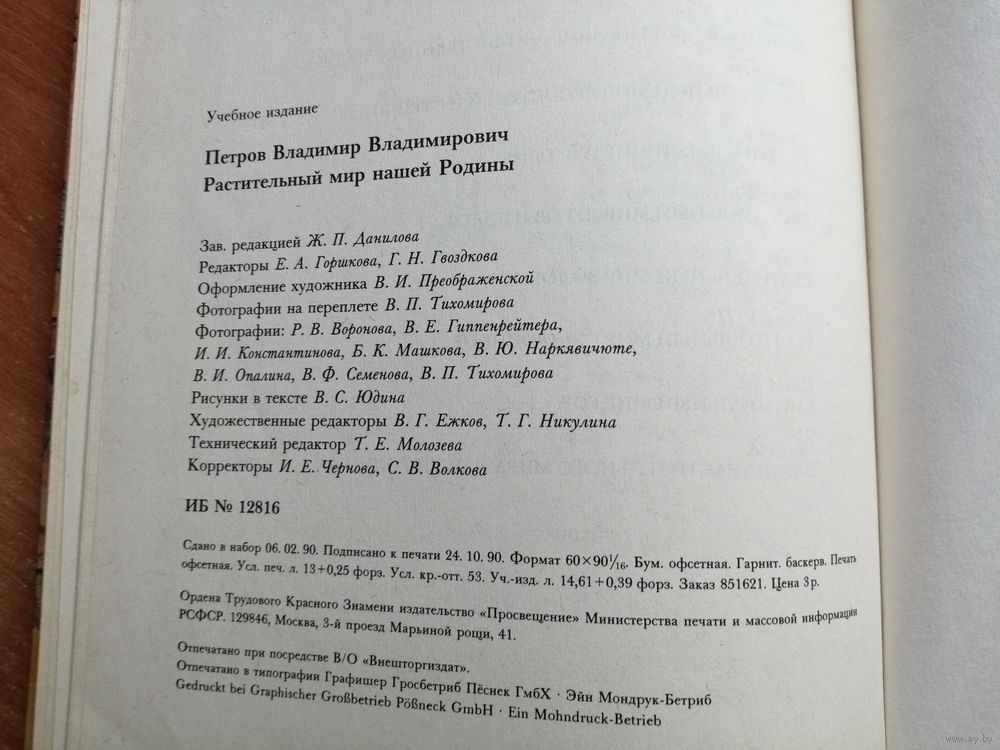 Учебное издание
Петров Владимир Владимирович
Растительный мир нашей Родины
Зав. редакцией Ж. П. Данилова
Редакторы Е. А. Горшкова, Г. Н. Гвоздкова
Оформление художника В. И. Преображенской
Фотографии на переплете В. П. Тихомирова
Фотографии: Р. В. Воронова, В. Е. Гиппенрейтера,
И. И. Константинова, Б. К. Машкова, В. Ю. Наркявичюте,
В. И. Опалина, В. Ф. Семенова, В. П. Тихомирова
Рисунки в тексте В. С. Юдина
Художественные редакторы В. Г. Ежков, Т. Г. Никулина
Технический редактор Т. Е. Молозева
Корректоры И. Е. Чернова, С. В. Волкова
ИБ № 12816
Сдано в набор 06. 02. 90. Подписано к печати 24. 10. 90. Формат 60×90¹/₁₆. Бум. офсетная. Гарнит. баскерв. Печать
офсетная. Усл. печ. л. 13+0,25 форз. Усл. кр.-отт. 53. Уч.-изд. л. 14,61+0,39 форз. Заказ 851621. Цена 3 р.
Ордена Трудового Красного Знамени издательство «Просвещение» Министерства печати и массовой информации
РСФСР. 129846, Москва, 3-й проезд Марьиной рощи, 41.
Отпечатано при посредстве В/О «Внешторгиздат».
Отпечатано в типографии Графишер Гросбетриб Пёснек ГмбХ · Эйн Мондрук-Бетриб
Gedruckt bei Graphischer Großbetrieb Pößneck GmbH · Ein Mohndruck-Betrieb
www.ay.by